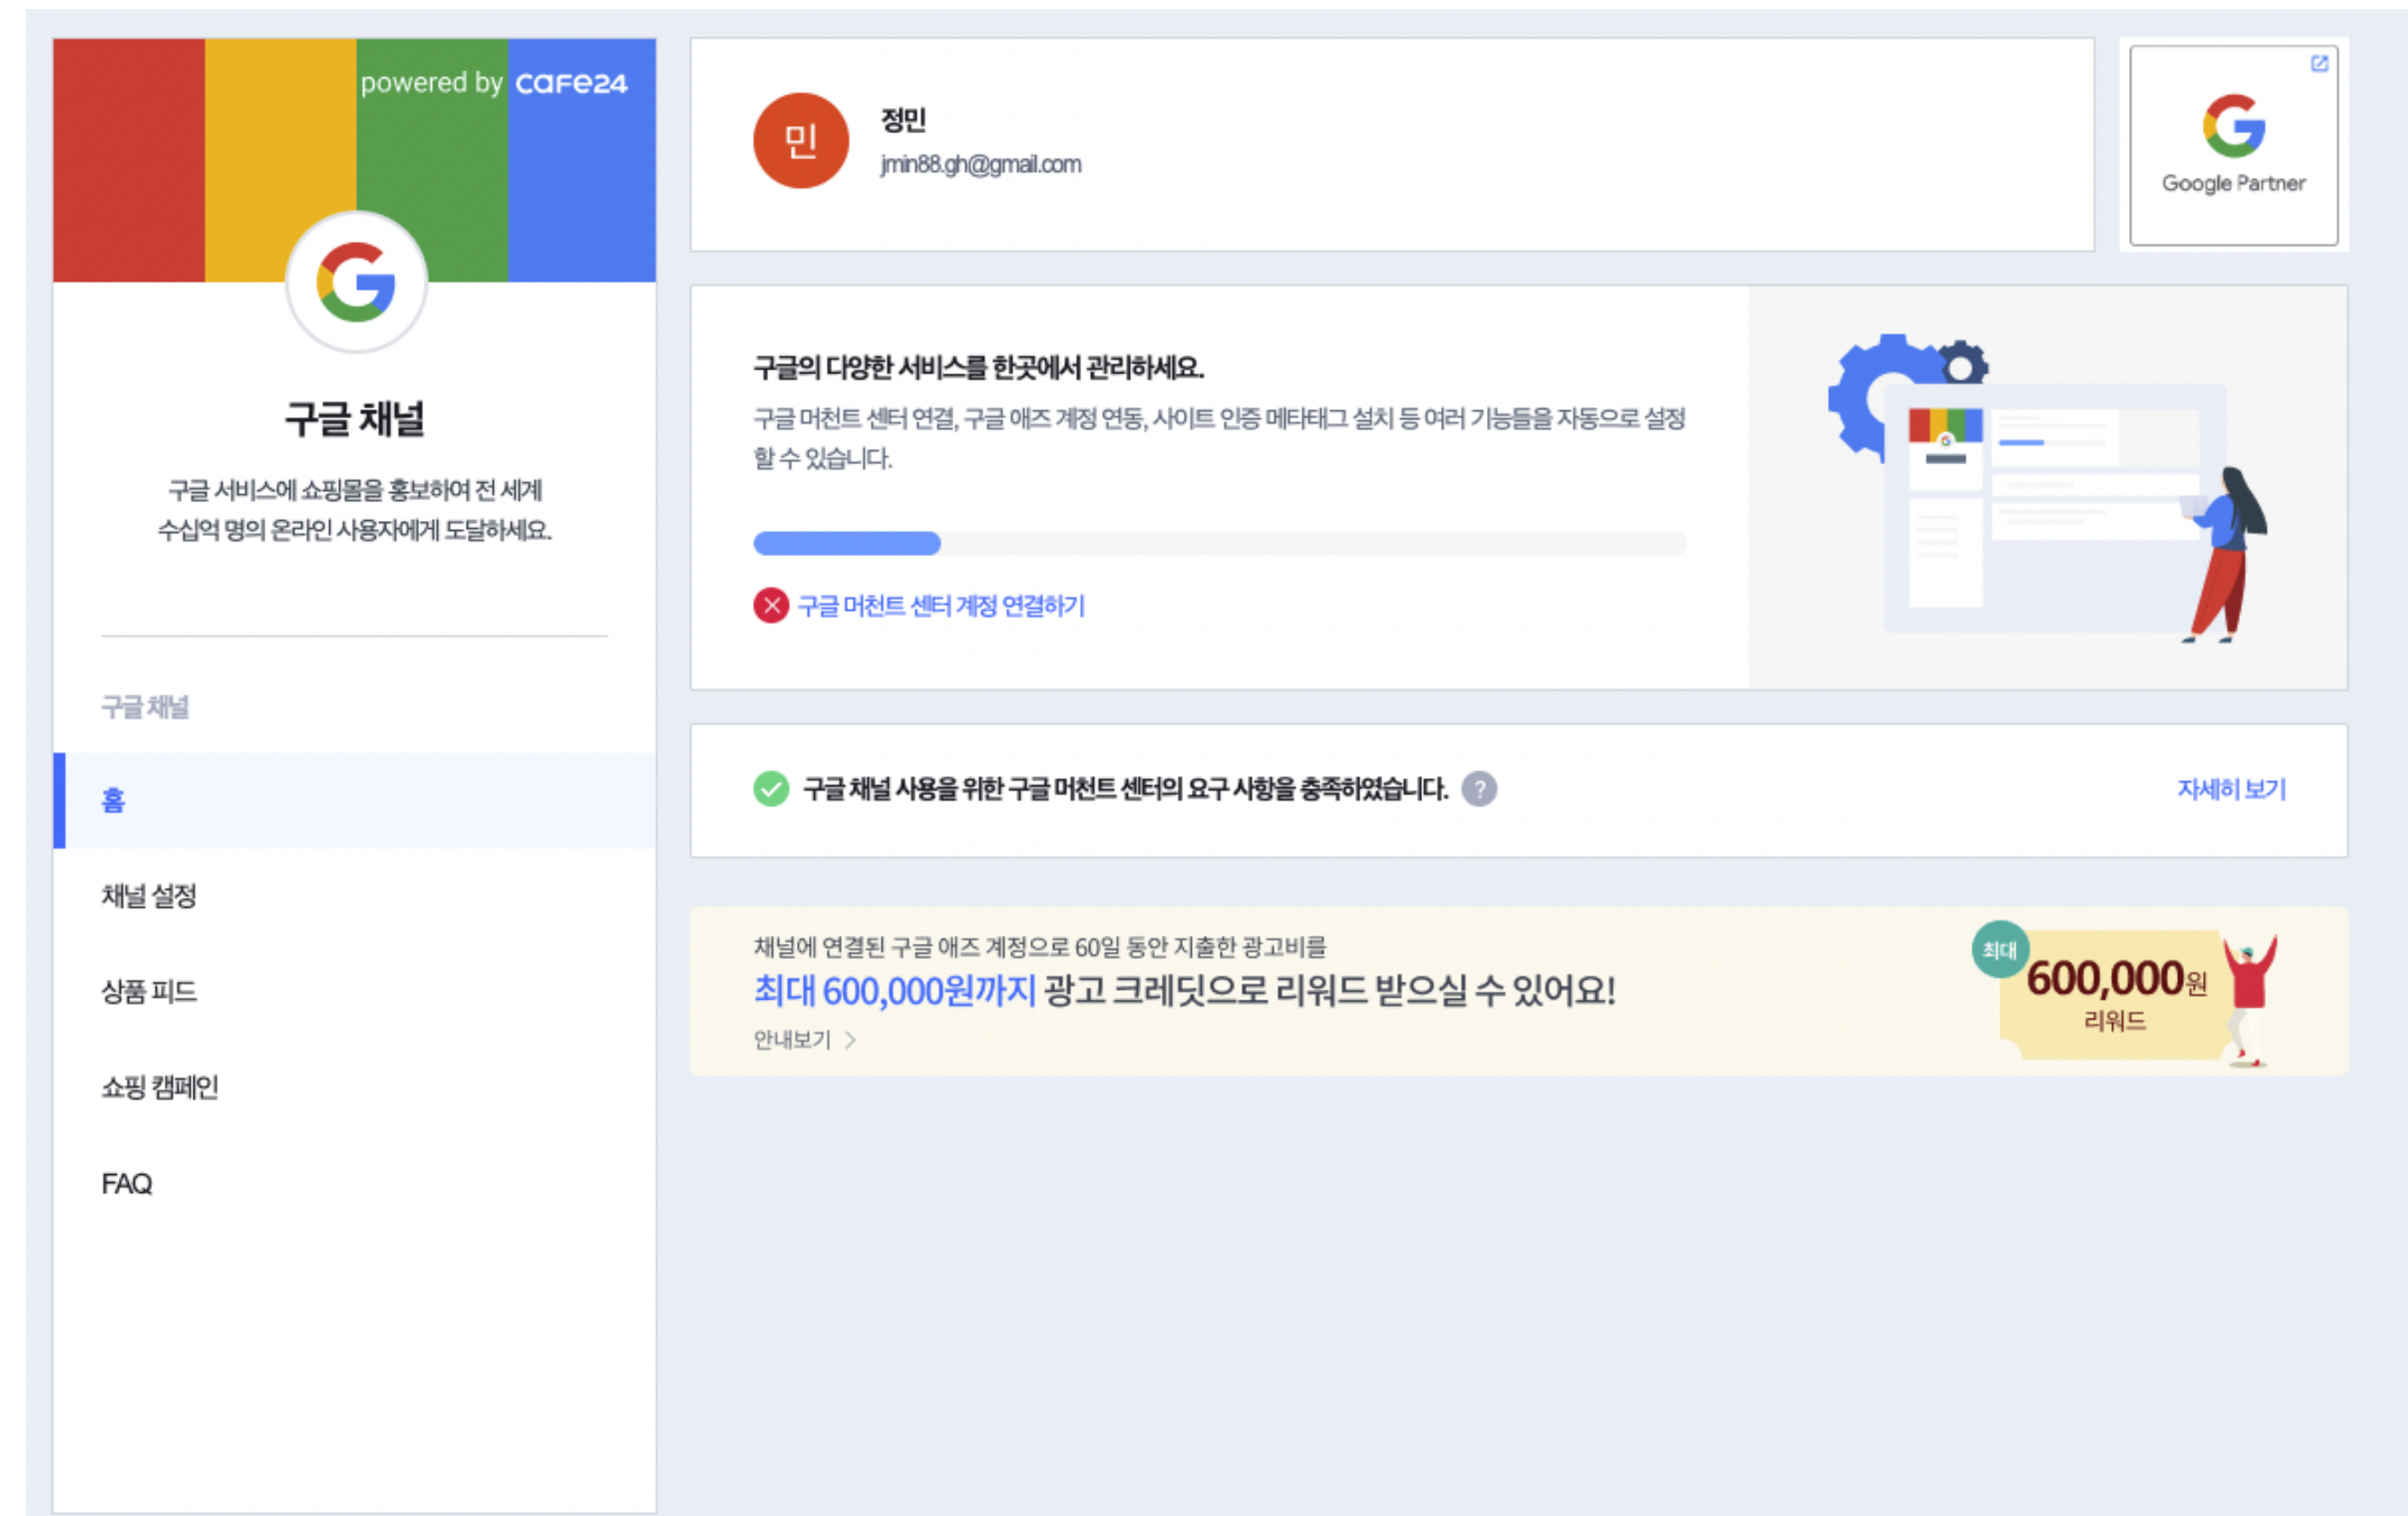 powered by cafe24
구글 채널
구글 서비스에 쇼핑몰을 홍보하여 전 세계
수십억 명의 온라인 사용자에게 도달하세요.
구글 채널
홈
채널 설정
상품 피드
쇼핑 캠페인
FAQ
민
정민
jmin88.gh@gmail.com
Google Partner
구글의 다양한 서비스를 한곳에서 관리하세요.
구글 머천트 센터 연결, 구글 애즈 계정 연동, 사이트 인증 메타태그 설치 등 여러 기능들을 자동으로 설정
할 수 있습니다.
구글 머천트 센터 계정 연결하기
구글 채널 사용을 위한 구글 머천트 센터의 요구 사항을 충족하였습니다. ?
자세히 보기
채널에 연결된 구글 애즈 계정으로 60일 동안 지출한 광고비를
최대 600,000원까지 광고 크레딧으로 리워드 받으실 수 있어요!
안내보기 >
최대
600,000원
리워드